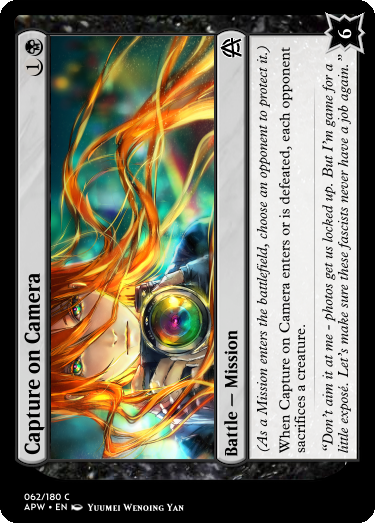 Capture on Camera
Battle — Mission
(As a Mission enters the battlefield, choose an opponent to protect it.)
When Capture on Camera enters or is defeated, each opponent
sacrifices a creature.
“Don’t aim it at me - photos get us locked up. But I’m game for a
little exposé. Let’s make sure these fascists never have a job again.”
6
062/180 C
APW • EN Yuumei Wenoing Yan